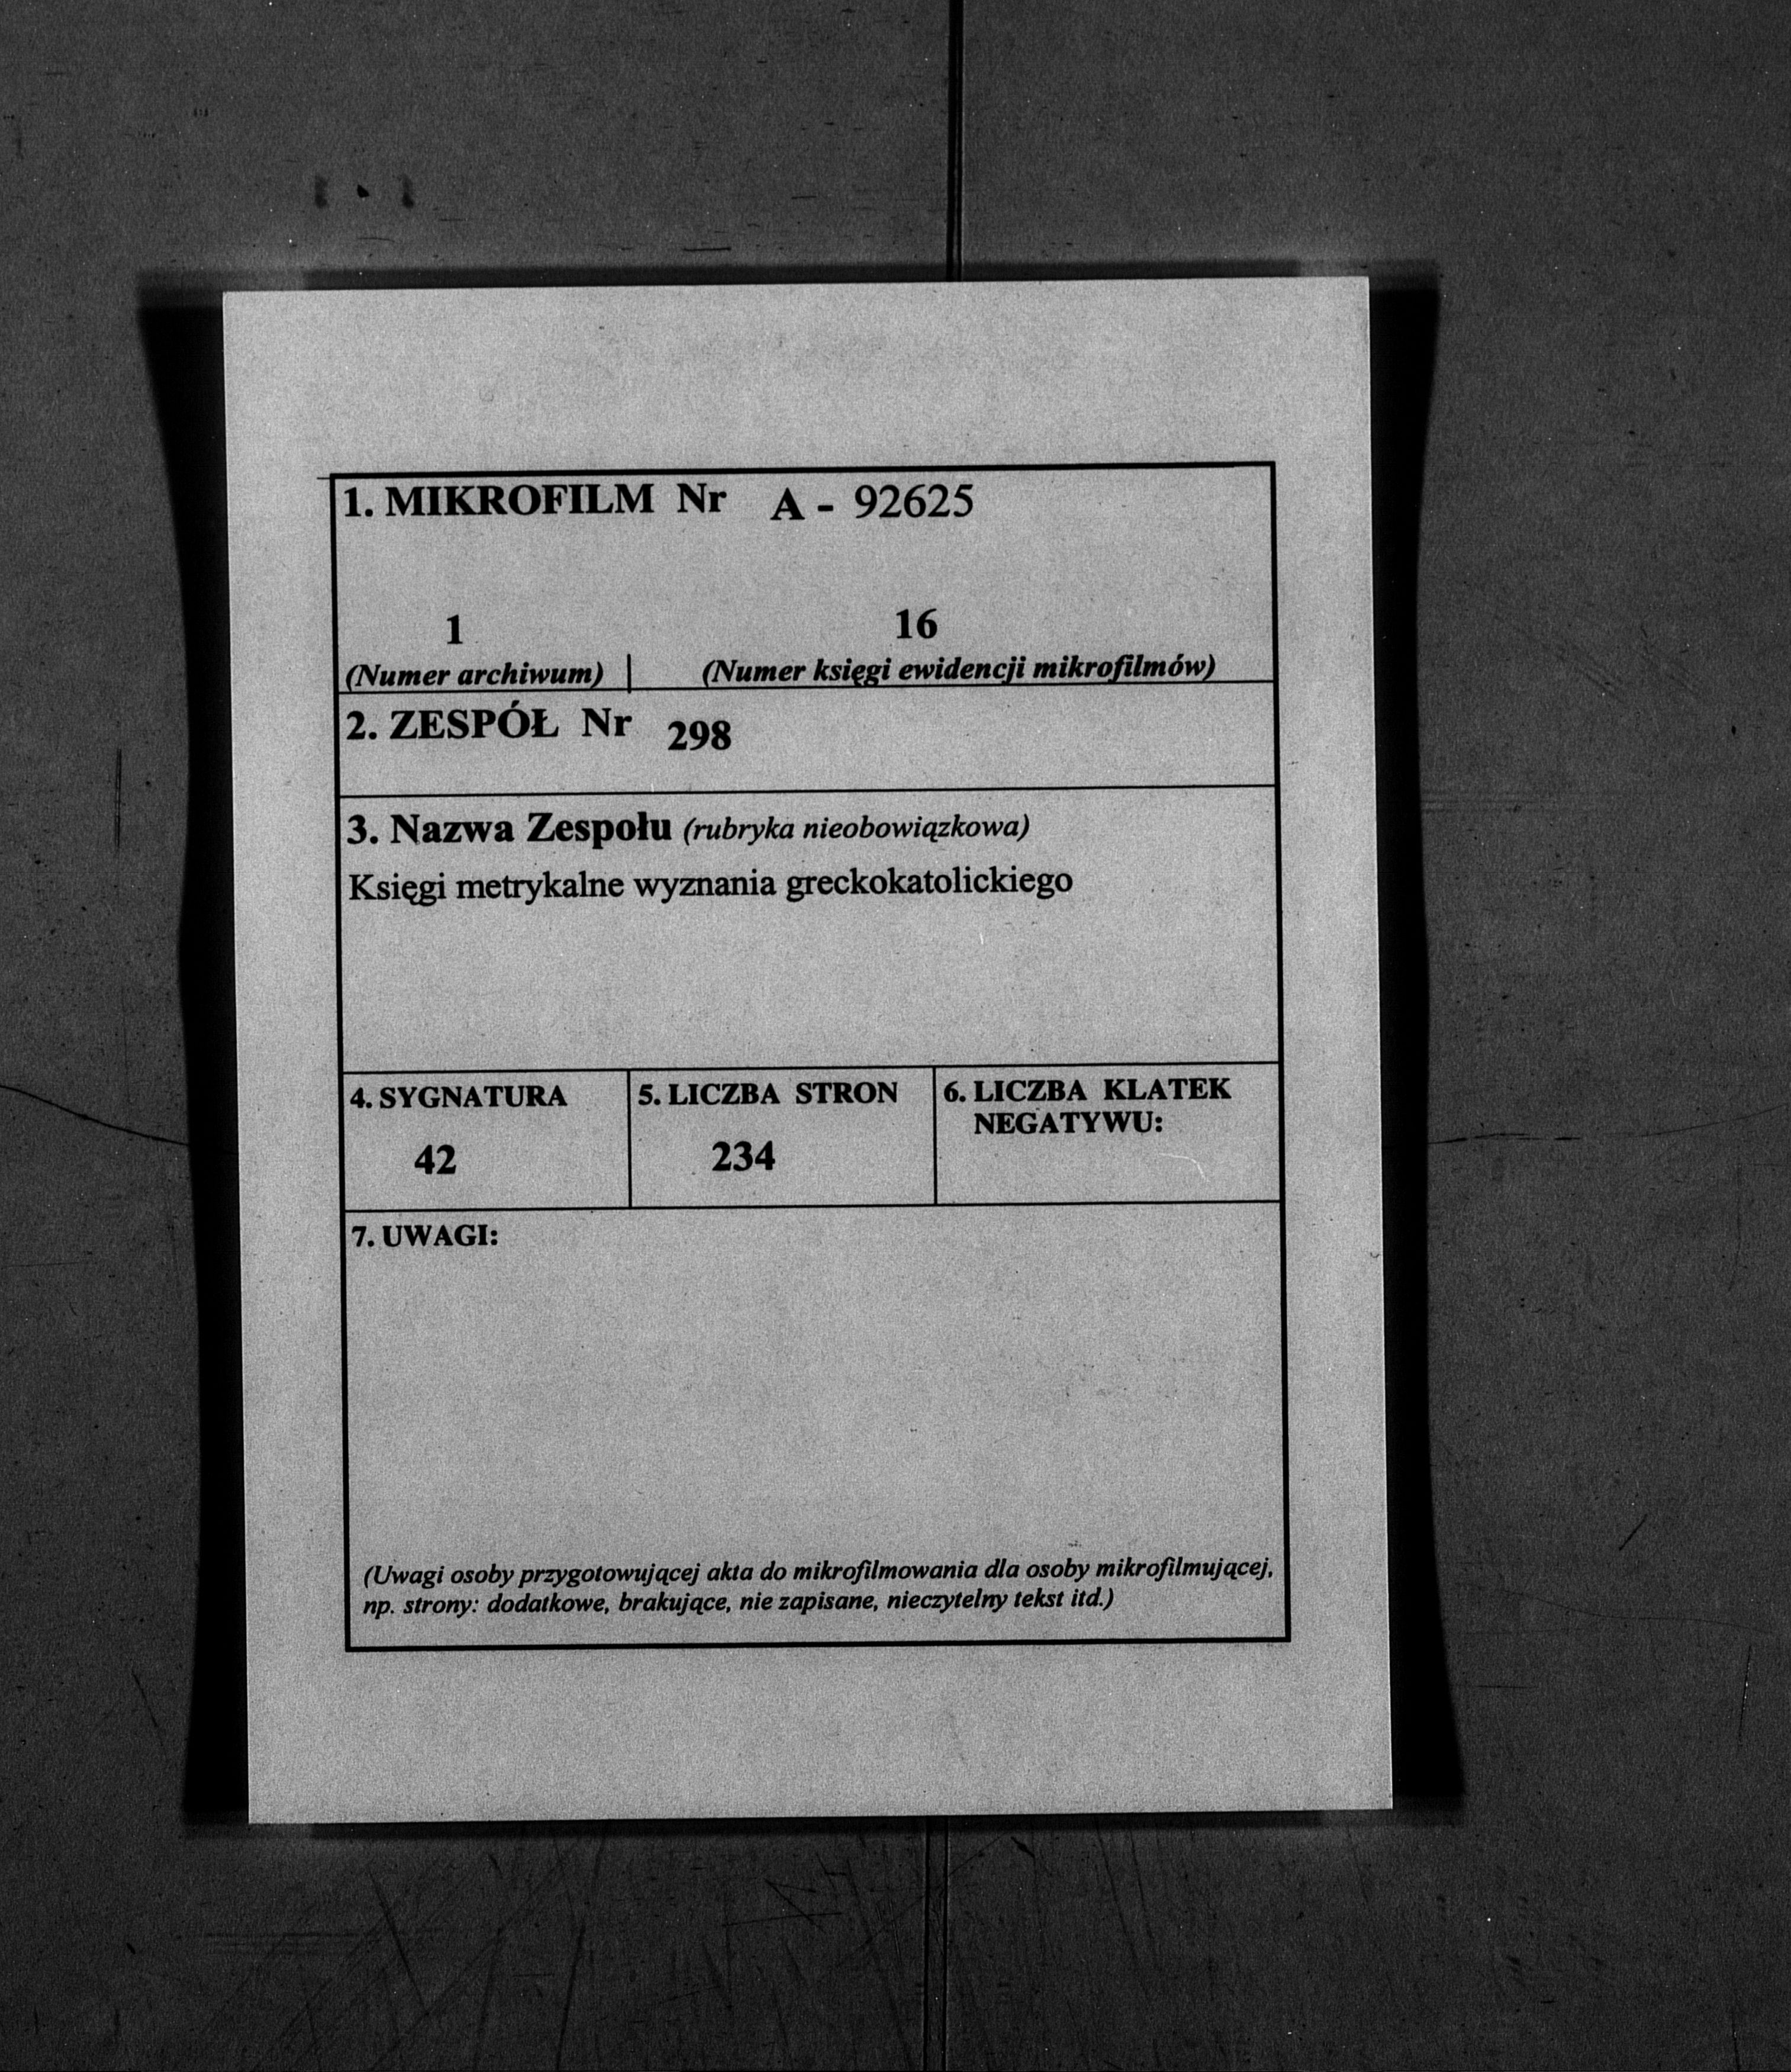 1. MIKROFILM Nr A - 92625
1 16
(Numer archiwum) (Numer księgi ewidencji mikrofilmów)
2. ZESPÓŁ Nr 298
3. Nazwa Zespołu (rubryka nieobowiązkowa)
Księgi metrykalne wyznania greckokatolickiego
4. SYGNATURA
42
5. LICZBA STRON
234
6. LICZBA KLATEK
NEGATYWU:
7. UWAGI:
(Uwagi osoby przygotowującej akta do mikrofilmowania dla osoby mikrofilmującej,
np. strony: dodatkowe, brakujące, nie zapisane, nieczytelny tekst itd.)